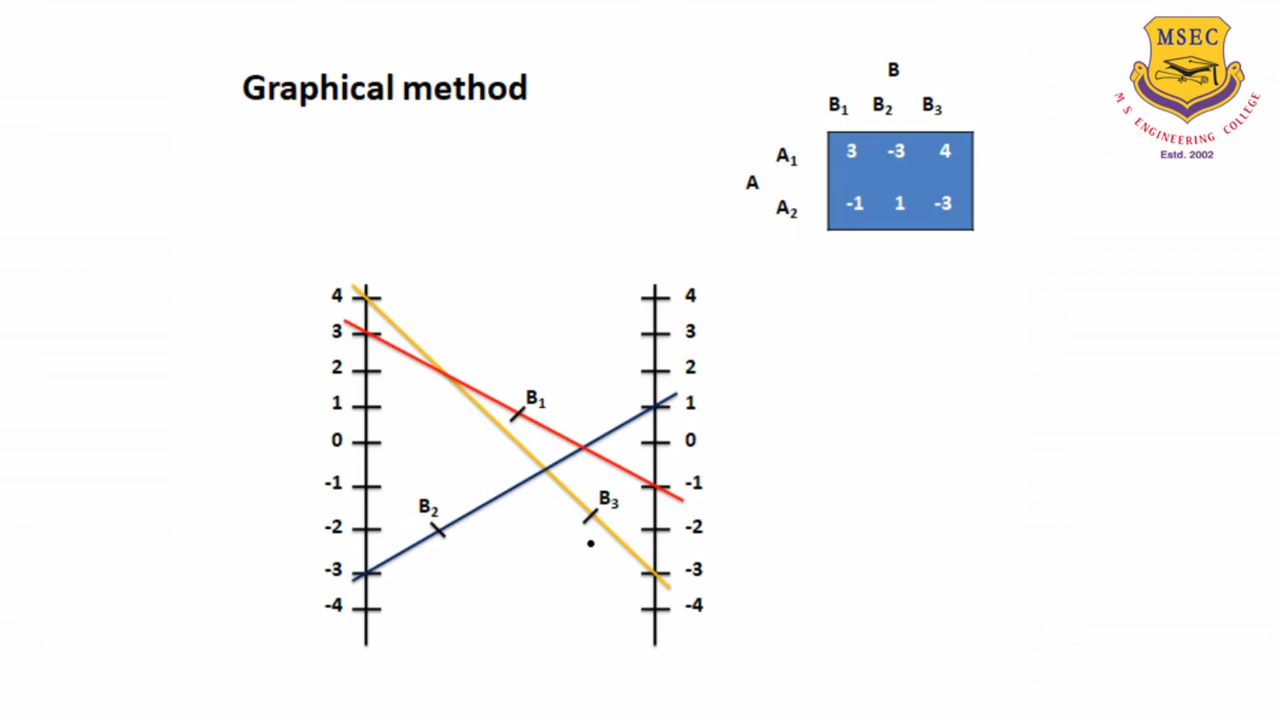 Graphical method
B
B₁ B₂ B₃
A₁ 3 -3 4
A
A₂ -1 1 -3
MSEC
M S ENGINEERING COLLEGE
Estd. 2002
4 4
3 3
2 2
1 B₁ 1
0 0
-1 -1
B₂ B₃
-2 -2
-3 -3
-4 -4